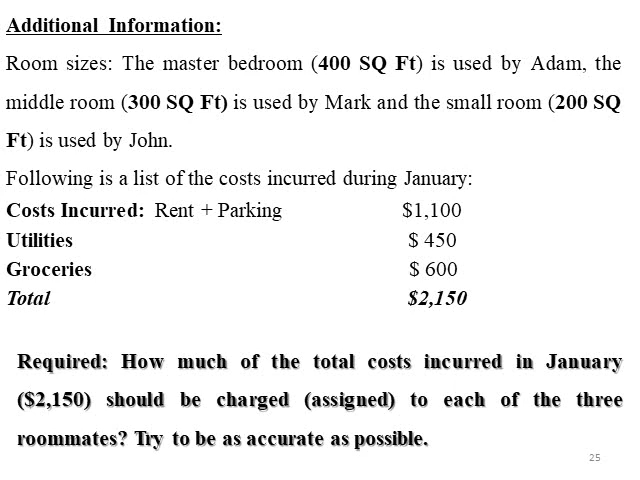 Additional Information:
Room sizes: The master bedroom (400 SQ Ft) is used by Adam, the
middle room (300 SQ Ft) is used by Mark and the small room (200 SQ
Ft) is used by John.
Following is a list of the costs incurred during January:
Costs Incurred: Rent + Parking $1,100
Utilities $ 450
Groceries $ 600
Total $2,150
Required: How much of the total costs incurred in January
($2,150) should be charged (assigned) to each of the three
roommates? Try to be as accurate as possible.
25